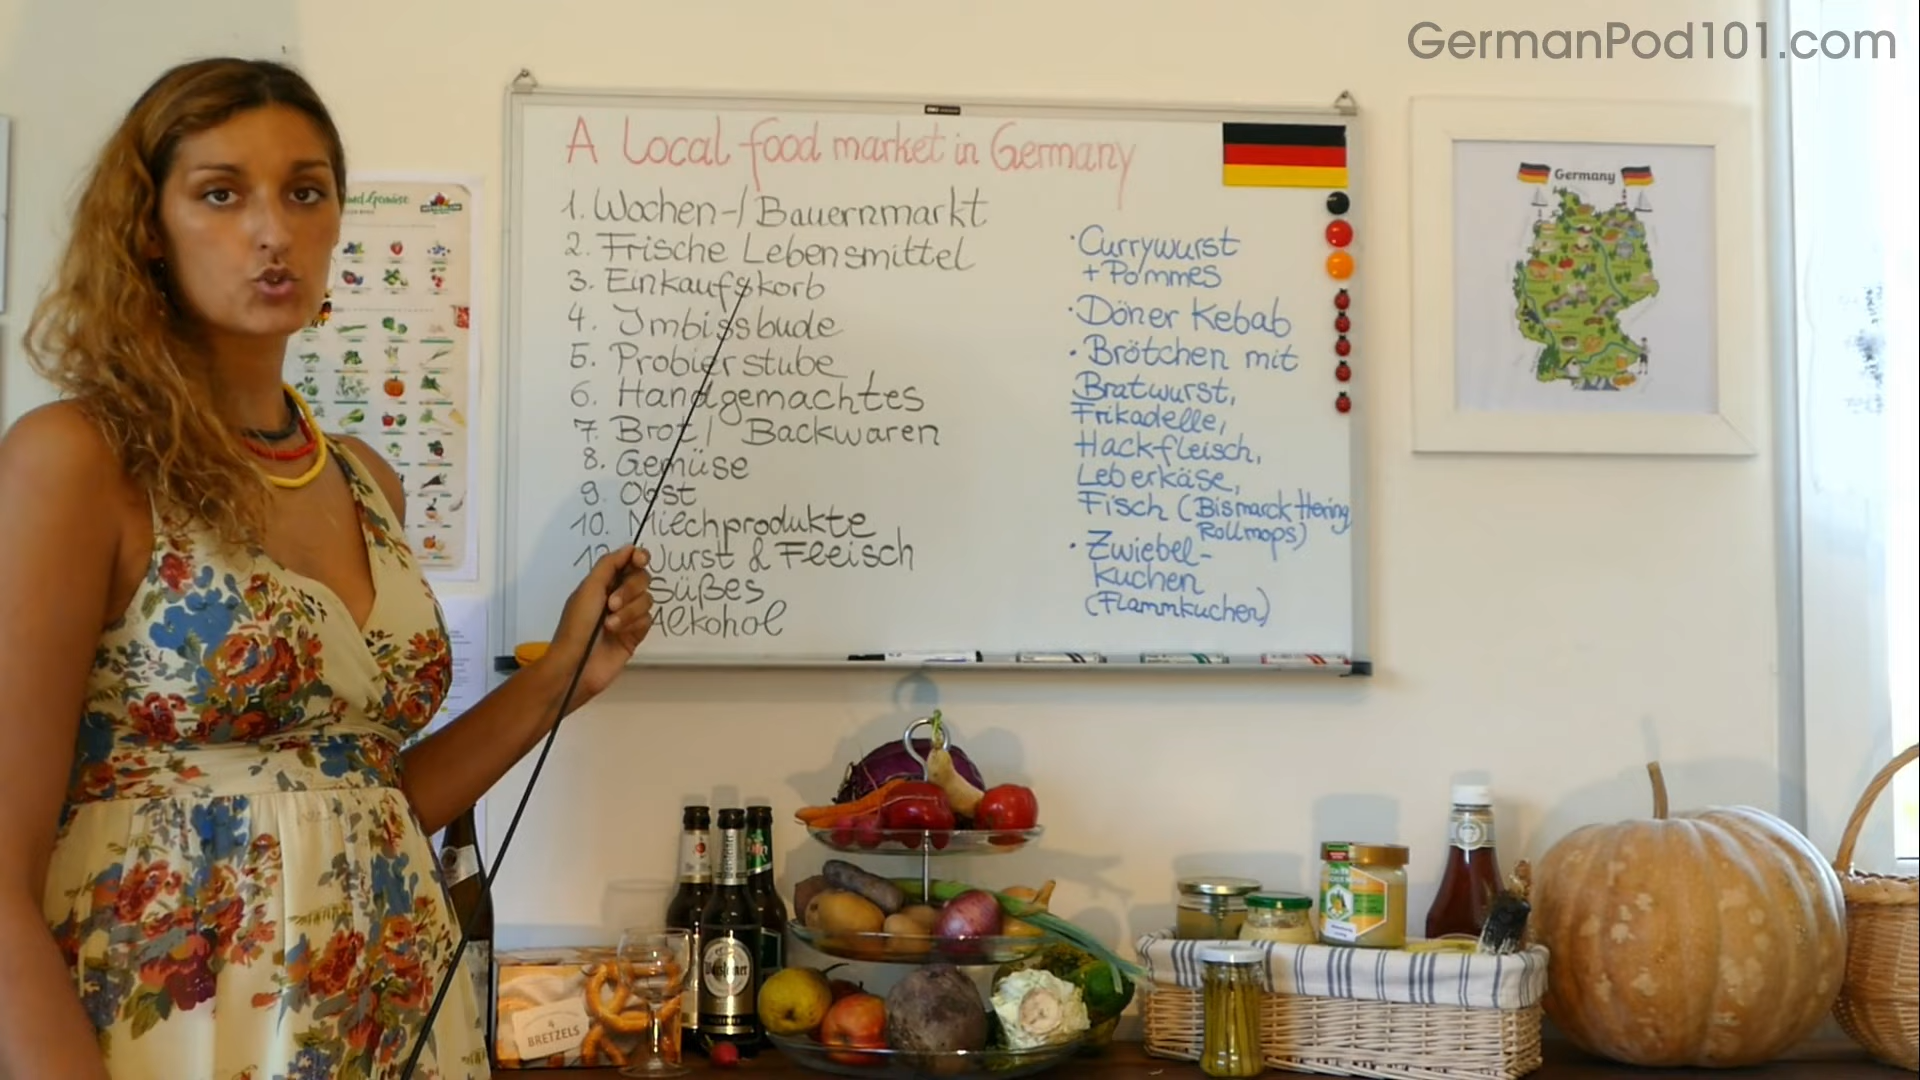 GermanPod101.com
A Local food market in Germany
1. Wochen-/Bauernmarkt
2. Frische Lebensmittel
3. Einkaufskorb
4. Imbissbude
5. Probierstube
6. Handgemachtes
7. Brot/ Backwaren
8. Gemüse
9. Obst
10. Milchprodukte
Wurst & Fleisch
Süßes
Alkohol
· Currywurst
+ Pommes
· Döner Kebab
· Brötchen mit
Bratwurst,
Frikadelle,
Hackfleisch,
Leberkäse,
Fisch (Bismarck Hering
Rollmops)
· Zwiebel-
kuchen
(Flammkuchen)
Germany
4
BRETZELS